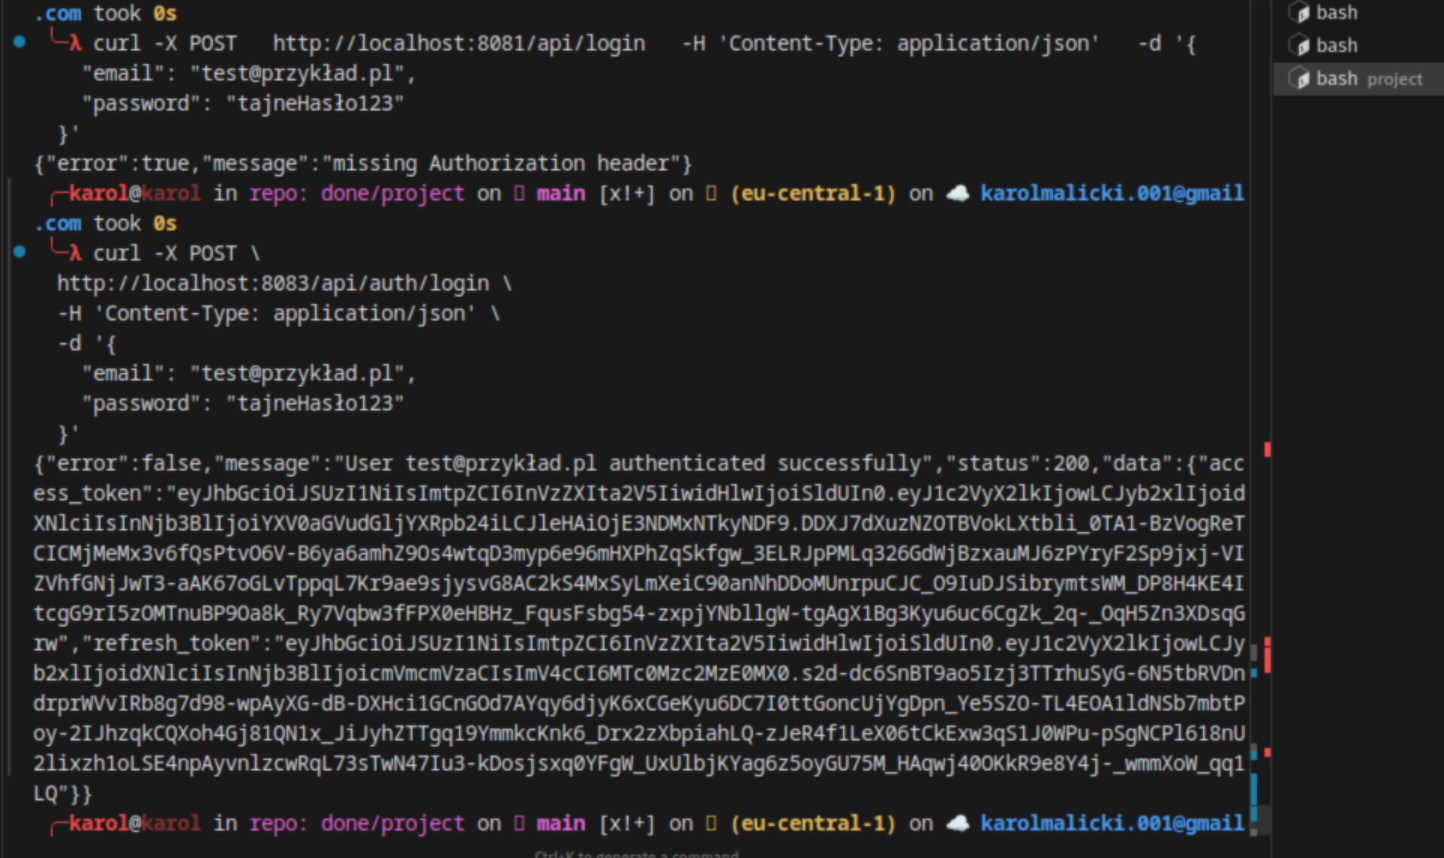 .com took 0s
╰─λ curl -X POST   http://localhost:8081/api/login   -H 'Content-Type: application/json'   -d '{
    "email": "test@przykład.pl",
    "password": "tajneHasło123"
  }'
{"error":true,"message":"missing Authorization header"}
╭─karol@karol in repo: done/project on main [x!+] on (eu-central-1) on ☁️ karolmalicki.001@gmail
.com took 0s
╰─λ curl -X POST \
  http://localhost:8083/api/auth/login \
  -H 'Content-Type: application/json' \
  -d '{
    "email": "test@przykład.pl",
    "password": "tajneHasło123"
  }'
{"error":false,"message":"User test@przykład.pl authenticated successfully","status":200,"data":{"acc
ess_token":"eyJhbGciOiJSUzI1NiIsImtpZCI6InVzZXIta2V5IiwidHlwIjoiSldUIn0.eyJ1c2VyX2lkIjowLCJyb2xlIjoid
XNlciIsInNjb3BlIjoiYXV0aGVudGljYXRpb24iLCJleHAiOjE3NDMxNTkyNDF9.DDXJ7dXuzNZOTBVokLXtbli_0TA1-BzVogReT
CICMjMeMx3v6fQsPtvO6V-B6ya6amhZ9Os4wtqD3myp6e96mHXPhZqSkfgw_3ELRJpPMLq326GdWjBzxauMJ6zPYryF2Sp9jxj-VI
ZVhfGNjJwT3-aAK67oGLvTppqL7Kr9ae9sjysvG8AC2kS4MxSyLmXeiC90anNhDDoMUnrpuCJC_O9IuDJSibrymtsWM_DP8H4KE4I
tcgG9rI5zOMTnuBP9Oa8k_Ry7Vqbw3fFPX0eHBHz_FqusFsbg54-zxpjYNbllgW-tgAgX1Bg3Kyu6uc6CgZk_2q-_OqH5Zn3XDsqG
rw","refresh_token":"eyJhbGciOiJSUzI1NiIsImtpZCI6InVzZXIta2V5IiwidHlwIjoiSldUIn0.eyJ1c2VyX2lkIjowLCJy
b2xlIjoidXNlciIsInNjb3BlIjoicmVmcmVzaCIsImV4cCI6MTc0Mzc2MzE0MX0.s2d-dc6SnBT9ao5Izj3TTrhuSyG-6N5tbRVDn
drprWVvIRb8g7d98-wpAyXG-dB-DXHci1GCnGOd7AYqy6djyK6xCGeKyu6DC7I0ttGoncUjYgDpn_Ye5SZO-TL4EOA1ldNSb7mbtP
oy-2IJhzqkCQXoh4Gj81QN1x_JiJyhZTTgq19YmmkcKnk6_Drx2zXbpiahLQ-zJeR4f1LeX06tCkExw3qS1J0WPu-pSgNCPl618nU
2lixzh1oLSE4npAyvnlzcwRqL73sTwN47Iu3-kDosjsxq0YFgW_UxUlbjKYag6z5oyGU75M_HAqwj40OKkR9e8Y4j-_wmmXoW_qq1
LQ"}}
╭─karol@karol in repo: done/project on main [x!+] on (eu-central-1) on ☁️ karolmalicki.001@gmail
Ctrl+K to generate a command
bash
bash
bash project